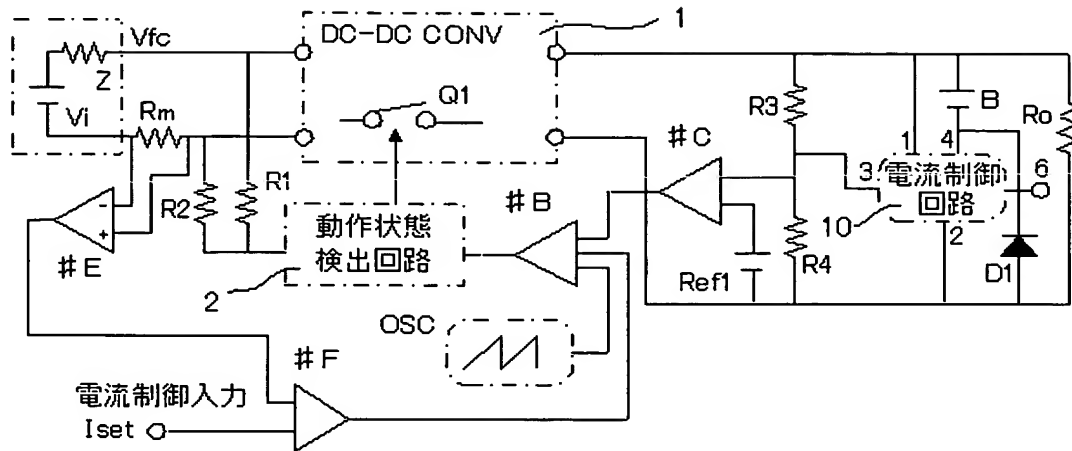 1
Vfc
DC-DC CONV
Z
Q1
Vi
Rm
R3
B
Ro
#C
1
4
6
3
電流制御
回路
10
2
R1
R2
#B
動作状態
検出回路
#E
2
R4
Ref1
D1
OSC
#F
電流制御入力
Iset
-
+